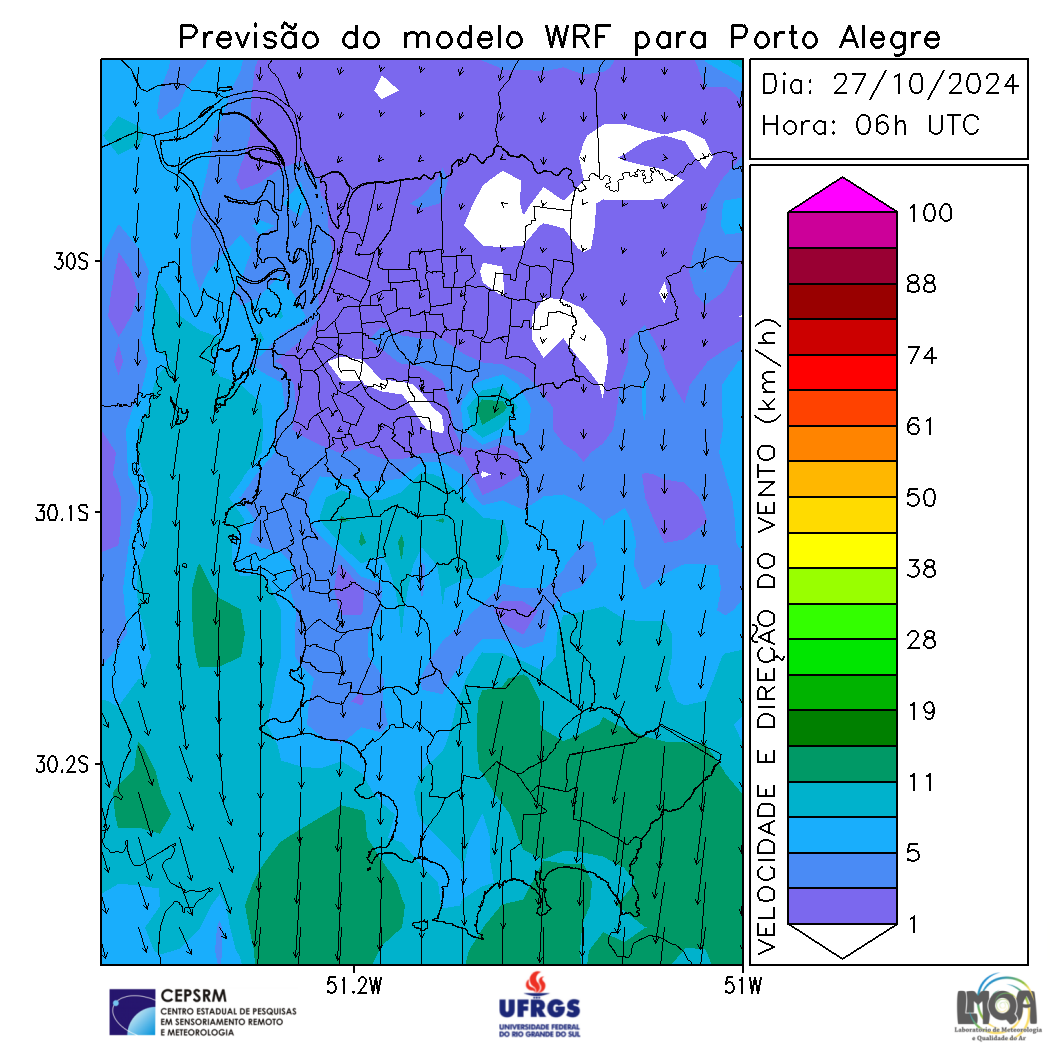 Previsão do modelo WRF para Porto Alegre
Dia: 27/10/2024
Hora: 06h UTC
30S
30.1S
30.2S
51.2W
51W
VELOCIDADE E DIREÇÃO DO VENTO (km/h)
100
88
74
61
50
38
28
19
11
5
1
CEPSRM
CENTRO ESTADUAL DE PESQUISAS
EM SENSORIAMENTO REMOTO
E METEOROLOGIA
UFRGS
UNIVERSIDADE FEDERAL
DO RIO GRANDE DO SUL
LMQA
Laboratório de Meteorologia
e Qualidade do Ar